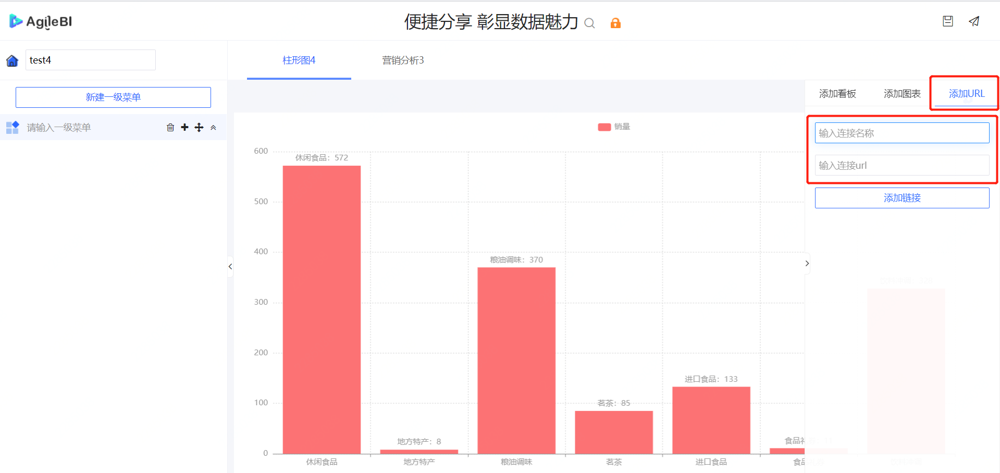 AgileBI
便捷分享 彰显数据魅力
test4
柱形图4
营销分析3
新建一级菜单
请输入一级菜单
添加看板
添加图表
添加URL
输入连接名称
输入连接url
添加链接
销量
600
500
400
300
200
100
0
休闲食品：572
地方特产：8
粮油调味：370
茗茶：85
进口食品：133
食品礼
休闲食品
地方特产
粮油调味
茗茶
进口食品
食品